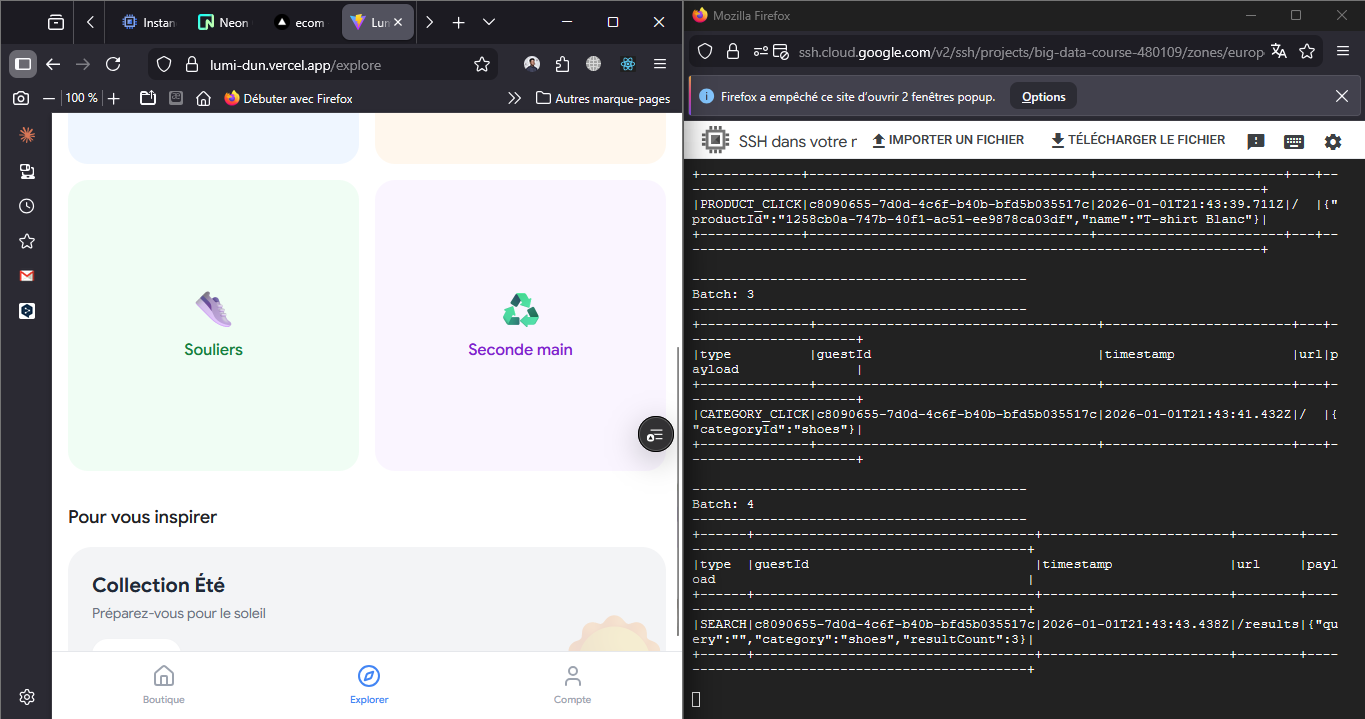 Instan
Neon
ecom
Lun
Mozilla Firefox
lumi-dun.vercel.app/explore
ssh.cloud.google.com/v2/ssh/projects/big-data-course-480109/zones/europ
100 %
Débuter avec Firefox
Autres marque-pages
Firefox a empêché ce site d'ouvrir 2 fenêtres popup.
Options
SSH dans votre r
IMPORTER UN FICHIER
TÉLÉCHARGER LE FICHIER
Souliers
Seconde main
Pour vous inspirer
Collection Été
Préparez-vous pour le soleil
Boutique
Explorer
Compte
+-------------+------------------------------------+------------------------+---+--
-------------------------------------------------------------------------+
|PRODUCT_CLICK|c8090655-7d0d-4c6f-b40b-bfd5b035517c|2026-01-01T21:43:39.711Z|/  |{"
productId":"1258cb0a-747b-40f1-ac51-ee9878ca03df","name":"T-shirt Blanc"}|
+-------------+------------------------------------+------------------------+---+--
-------------------------------------------------------------------------+
-------------------------------------------
Batch: 3
-------------------------------------------
+--------------+------------------------------------+------------------------+---+-
---------------------+
|type          |guestId                             |timestamp               |url|p
ayload               |
+--------------+------------------------------------+------------------------+---+-
---------------------+
|CATEGORY_CLICK|c8090655-7d0d-4c6f-b40b-bfd5b035517c|2026-01-01T21:43:41.432Z|/  |{
"categoryId":"shoes"}|
+--------------+------------------------------------+------------------------+---+-
---------------------+
-------------------------------------------
Batch: 4
-------------------------------------------
+------+------------------------------------+------------------------+--------+----
-------------------------------------------+
|type  |guestId                             |timestamp               |url     |payl
oad                                        |
+------+------------------------------------+------------------------+--------+----
-------------------------------------------+
|SEARCH|c8090655-7d0d-4c6f-b40b-bfd5b035517c|2026-01-01T21:43:43.438Z|/results|{"qu
ery":"","category":"shoes","resultCount":3}|
+------+------------------------------------+------------------------+--------+----
-------------------------------------------+